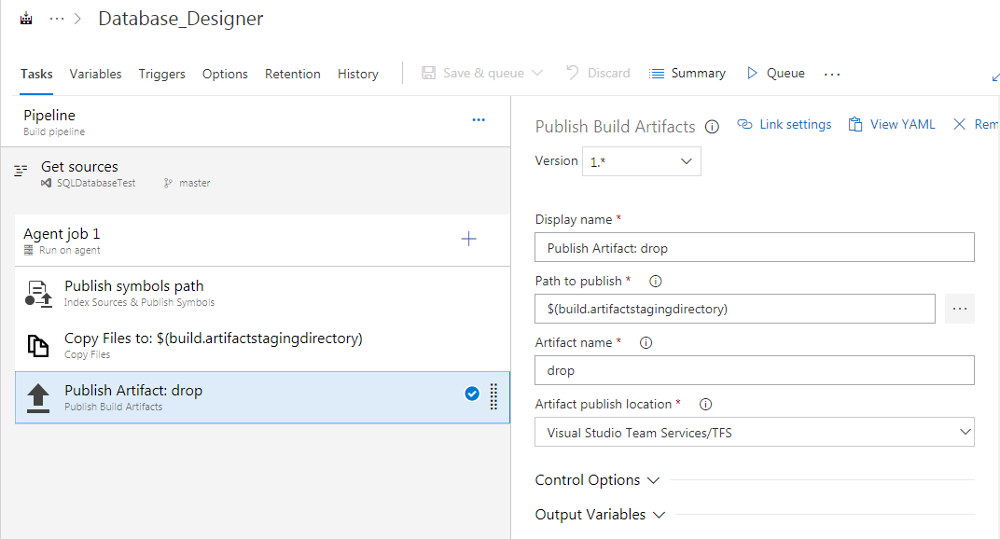 ··· > Database_Designer
Tasks Variables Triggers Options Retention History Save & queue Discard Summary Queue ...
Pipeline
Build pipeline
Get sources
SQLDatabaseTest master
Agent job 1
Run on agent
Publish symbols path
Index Sources & Publish Symbols
Copy Files to: $(build.artifactstagingdirectory)
Copy Files
Publish Artifact: drop
Publish Build Artifacts
Publish Build Artifacts Link settings View YAML Rem
Version 1.*
Display name *
Publish Artifact: drop
Path to publish *
$(build.artifactstagingdirectory)
Artifact name *
drop
Artifact publish location *
Visual Studio Team Services/TFS
Control Options
Output Variables